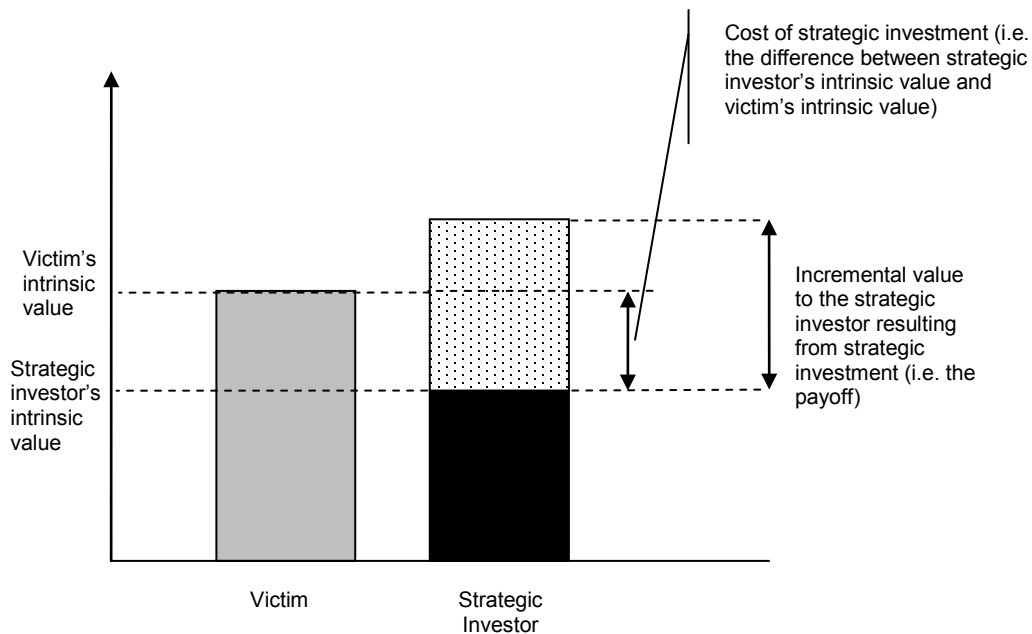 Cost of strategic investment (i.e.
the difference between strategic
investor’s intrinsic value and
victim’s intrinsic value)
Victim’s
intrinsic
value
Strategic
investor’s
intrinsic
value
Incremental value
to the strategic
investor resulting
from strategic
investment (i.e. the
payoff)
Victim
Strategic
Investor